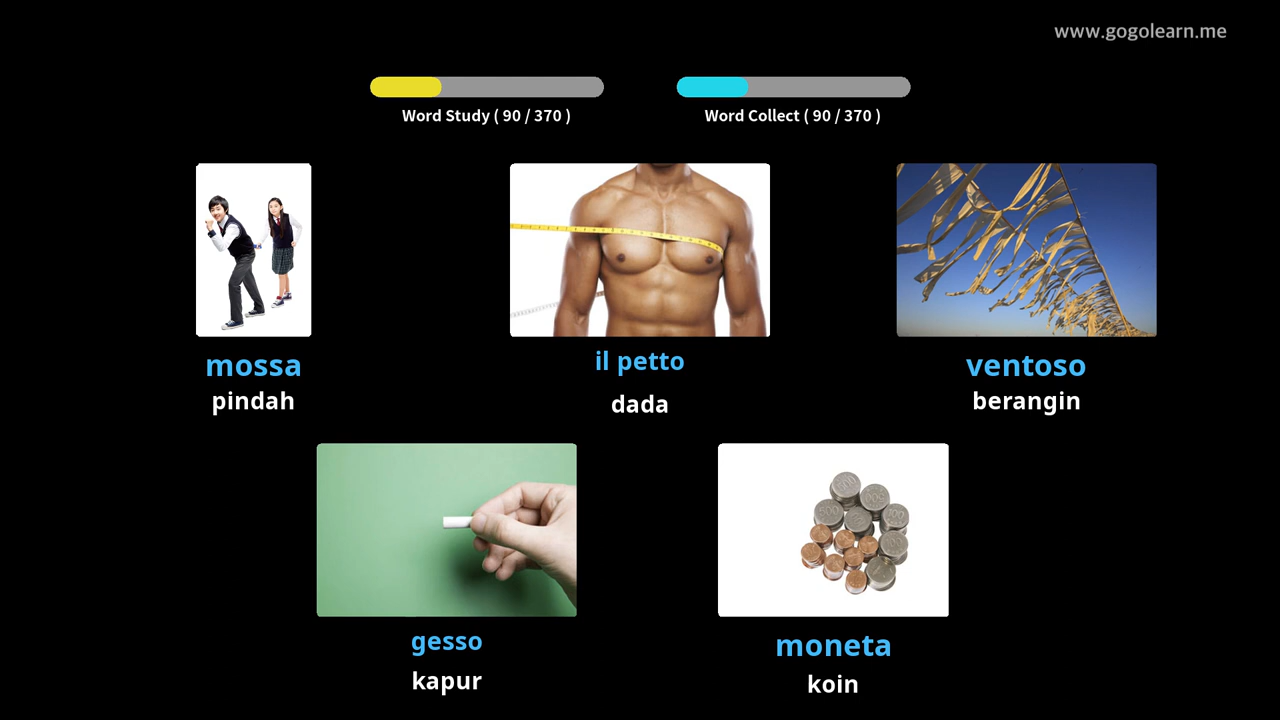 www.gogolearn.me
Word Study ( 90 / 370 )
Word Collect ( 90 / 370 )
mossa
pindah
il petto
dada
ventoso
berangin
gesso
kapur
moneta
koin